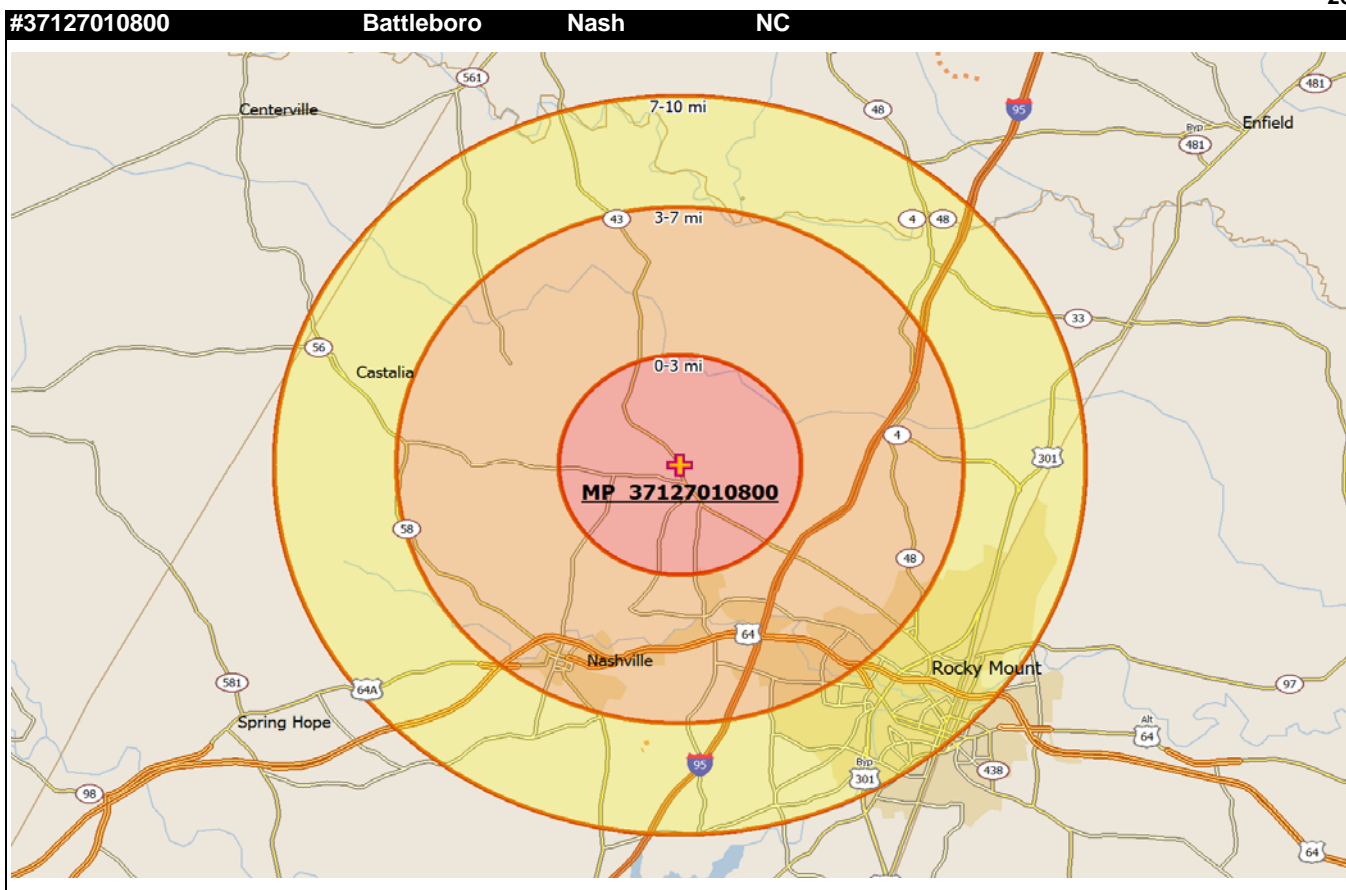 #37127010800 Battleboro Nash NC
561
481
7-10 mi
Centerville
48
95
Enfield
Byp
481
43
3-7 mi
4
48
33
56
0-3 mi
Castalia
4
301
MP 37127010800
58
48
64
Nashville
Rocky Mount
581
64A
97
Spring Hope
Alt
64
95
Byp
301
438
98
64